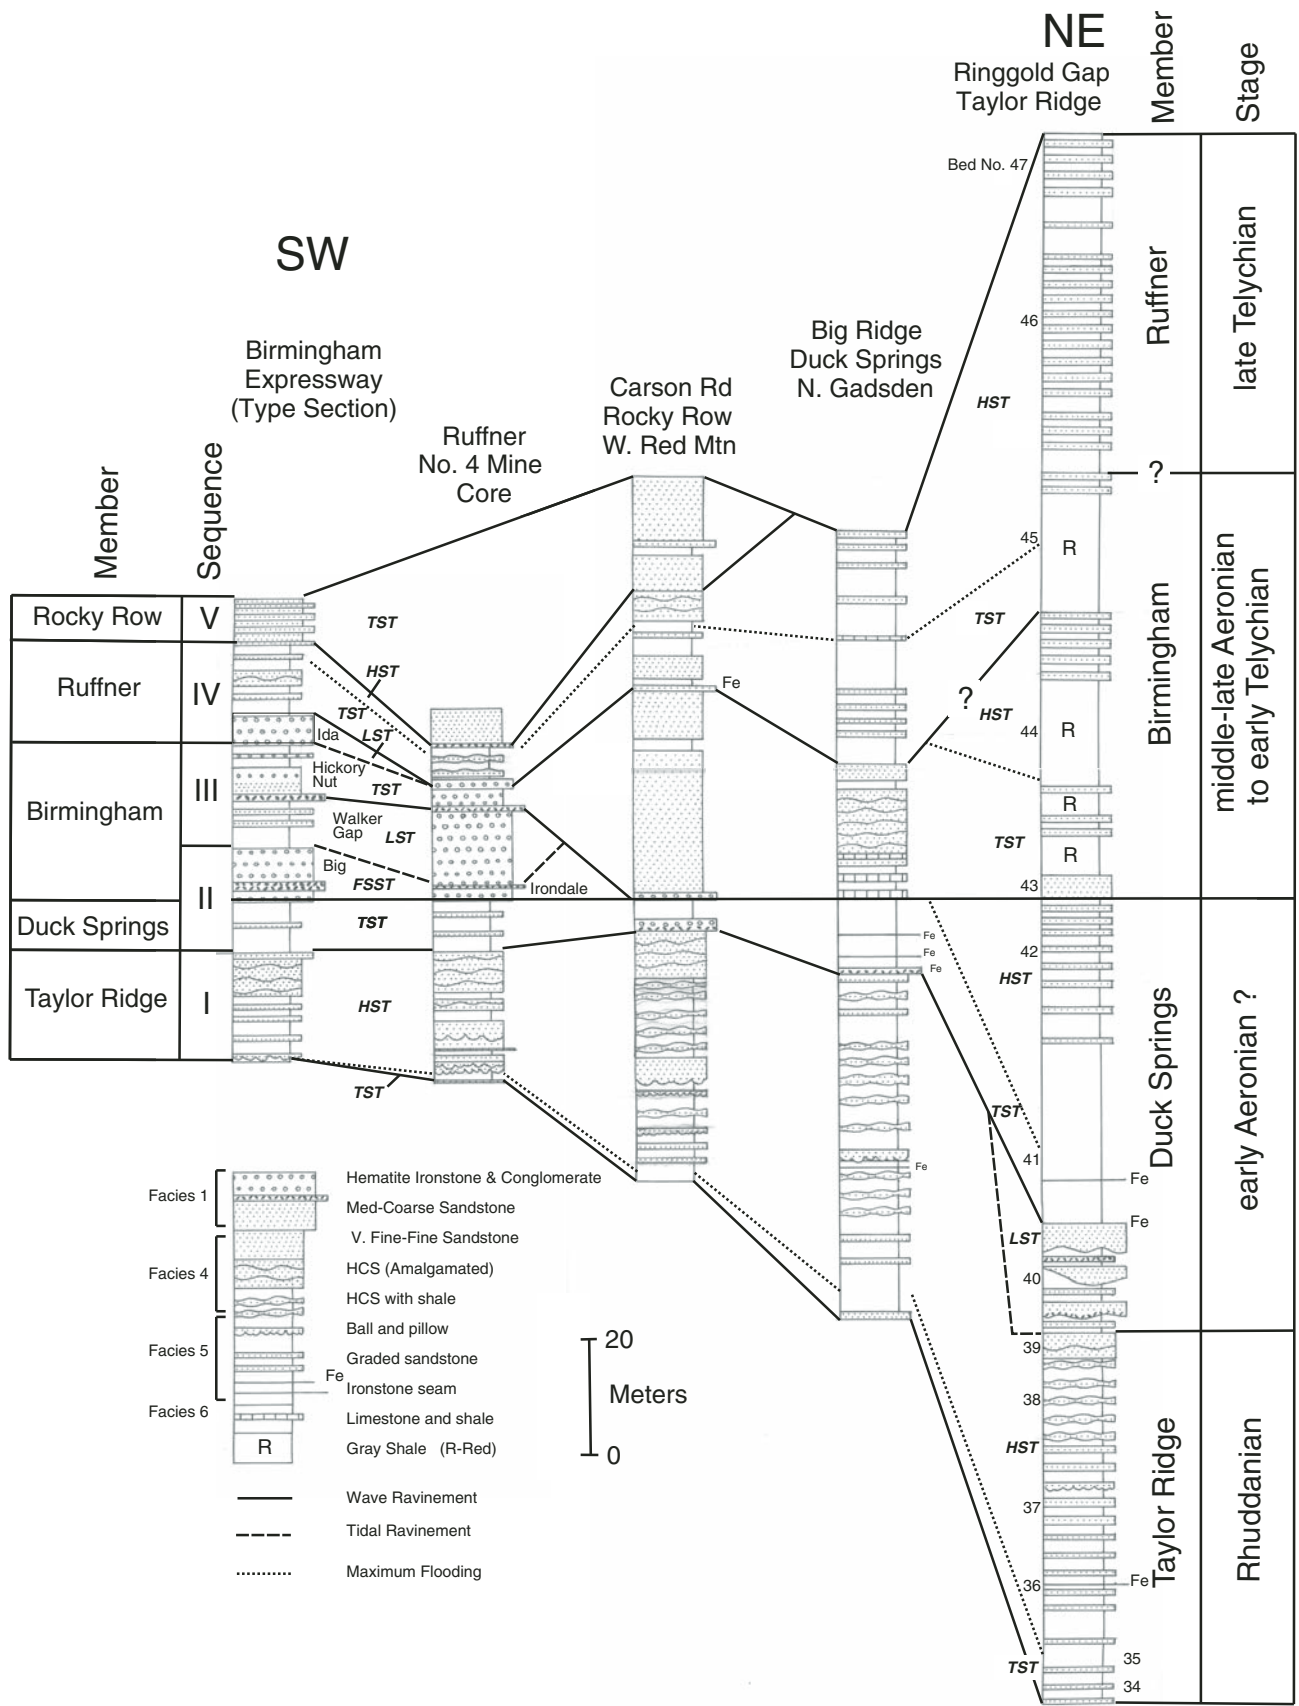 NE
Ringgold Gap
Taylor Ridge
Member
Stage
Bed No. 47
SW
Birmingham
Expressway
(Type Section)
Ruffner
No. 4 Mine
Core
Carson Rd
Rocky Row
W. Red Mtn
Big Ridge
Duck Springs
N. Gadsden
Member
Sequence
Rocky Row
V
Ruffner
IV
Birmingham
III
II
Duck Springs
Taylor Ridge
I
TST
HST
TST
LST
Ida
Hickory
Nut
TST
Walker
Gap
LST
Big
FSST
Irondale
TST
HST
TST
Fe
Fe
Fe
Fe
Fe
46
HST
45
R
TST
?
HST
44
R
R
TST
R
43
42
HST
TST
41
Fe
Fe
LST
40
39
38
HST
37
36
Fe
TST
35
34
Ruffner
?
Birmingham
Duck Springs
Taylor Ridge
late Telychian
middle-late Aeronian
to early Telychian
early Aeronian ?
Rhuddanian
Facies 1
Facies 4
Facies 5
Facies 6
Hematite Ironstone & Conglomerate
Med-Coarse Sandstone
V. Fine-Fine Sandstone
HCS (Amalgamated)
HCS with shale
Ball and pillow
Graded sandstone
Fe
Ironstone seam
Limestone and shale
R
Gray Shale (R-Red)
Wave Ravinement
Tidal Ravinement
Maximum Flooding
20
Meters
0